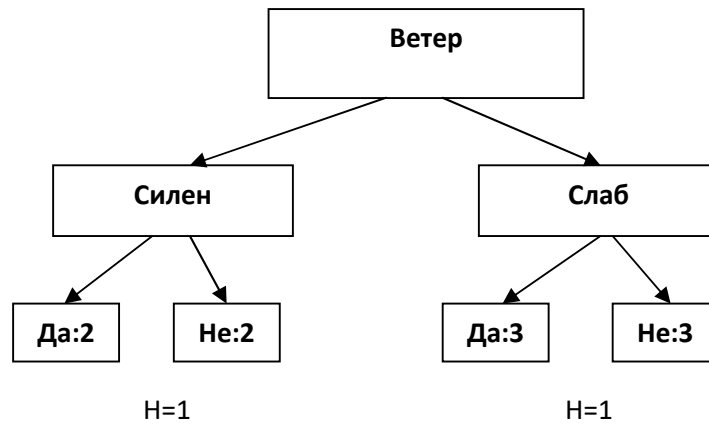 Ветер
Силен
Слаб
Да:2
Не:2
Да:3
Не:3
H=1
H=1